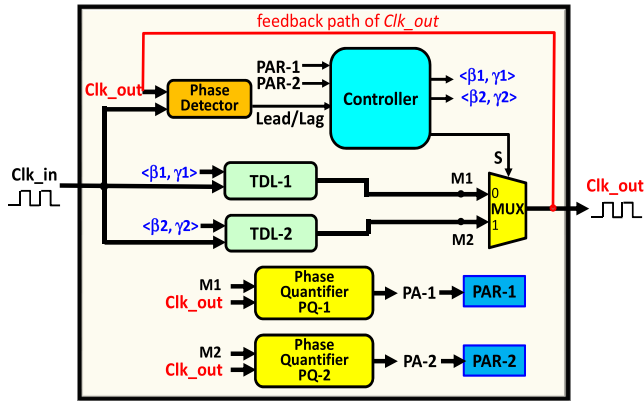 feedback path of Clk_out
Clk_out
Phase
Detector
Lead/Lag
PAR-1
PAR-2
Controller
<β1, γ1>
<β2, γ2>
S
Clk_in
<β1, γ1>
TDL-1
M1
0
MUX
1
Clk_out
<β2, γ2>
TDL-2
M2
M1
Clk_out
Phase
Quantifier
PQ-1
PA-1
PAR-1
M2
Clk_out
Phase
Quantifier
PQ-2
PA-2
PAR-2